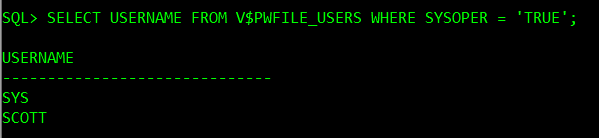 SQL> SELECT USERNAME FROM V$PWFILE_USERS WHERE SYSOPER = 'TRUE';
USERNAME
------------------------------
SYS
SCOTT